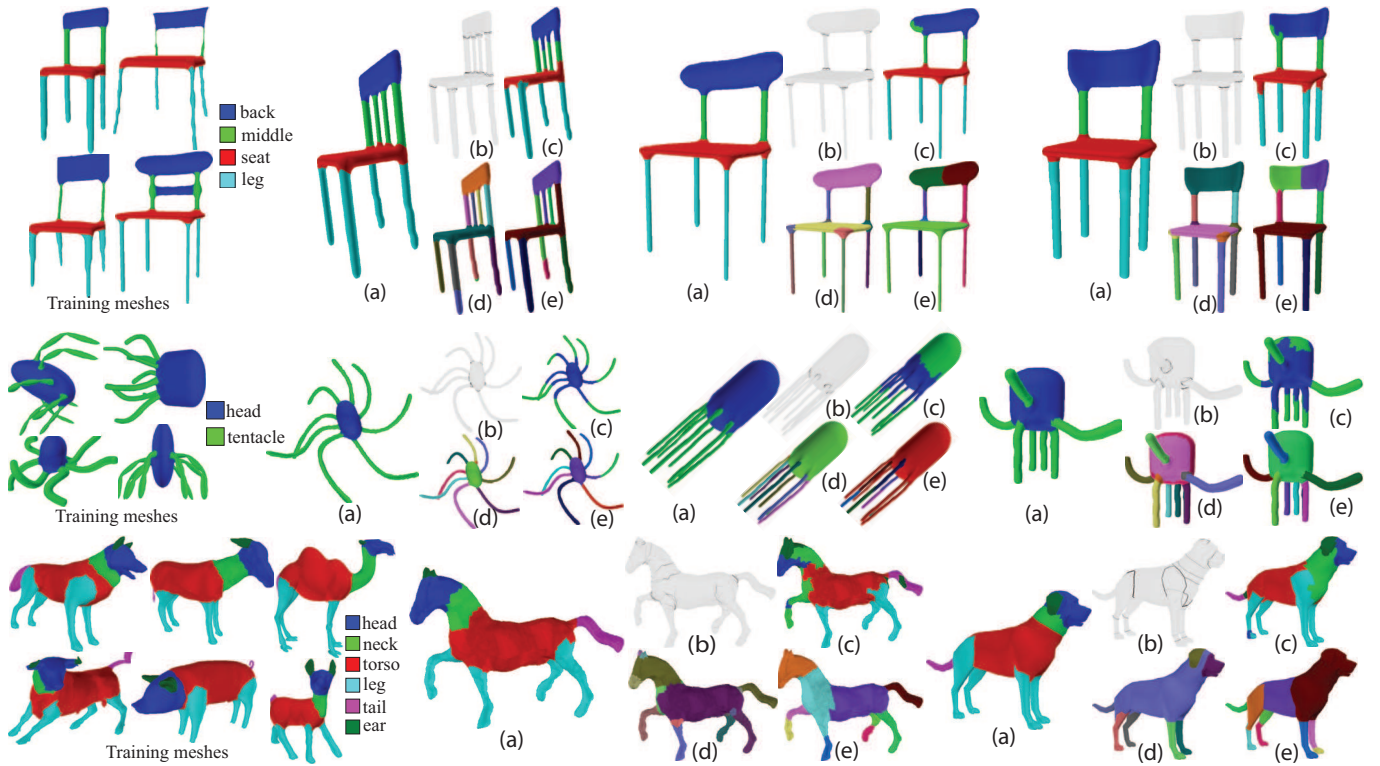 back
middle
seat
leg
Training meshes
(a)
(b)
(c)
(d)
(e)
(a)
(b)
(c)
(d)
(e)
(a)
(b)
(c)
(d)
(e)
head
tentacle
Training meshes
(a)
(b)
(c)
(d)
(e)
(a)
(b)
(c)
(d)
(e)
(a)
(b)
(c)
(d)
(e)
head
neck
torso
leg
tail
ear
Training meshes
(a)
(b)
(c)
(d)
(e)
(a)
(b)
(c)
(d)
(e)